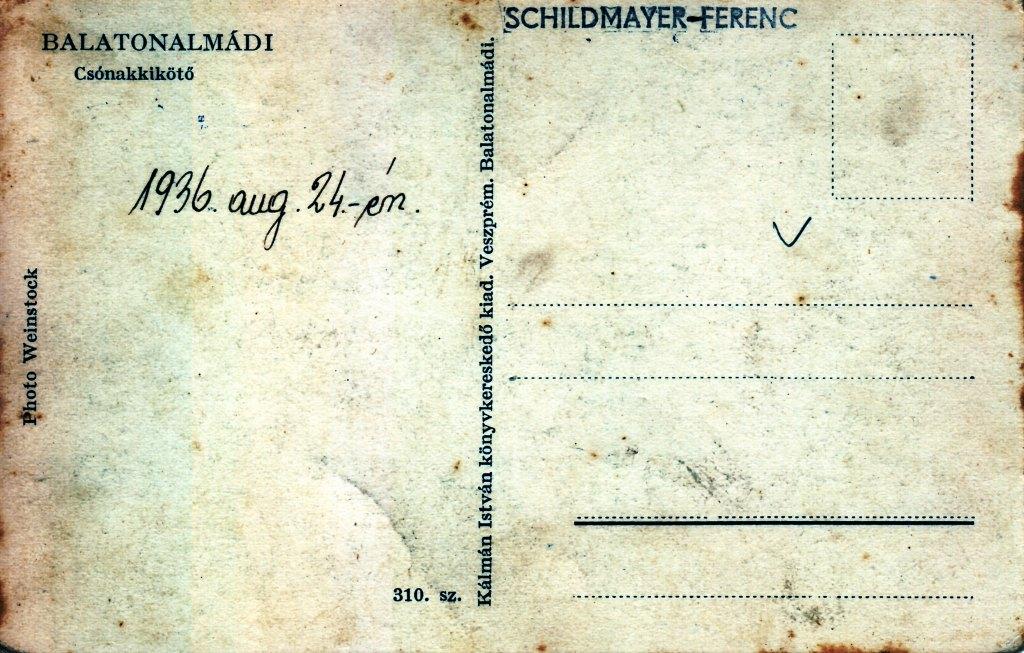 BALATONALMÁDI
Csónakkikötő
1936. aug. 24.-én.
Photo Weinstock
310. sz.
Kálmán István könyvkereskedő kiad. Veszprém. Balatonalmádi.
SCHILDMAYER-FERENC